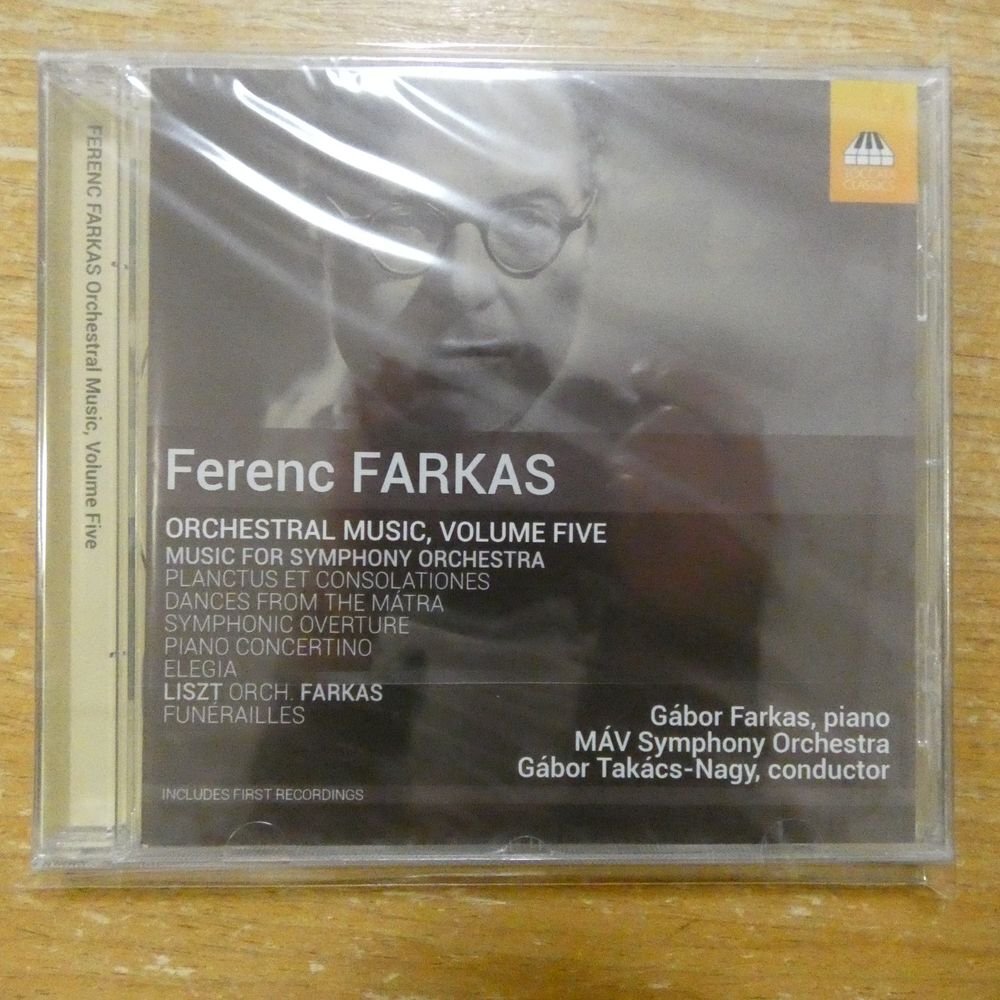 FERENC FARKAS Orchestral Music, Volume Five
TOCCATA
CLASSICS
Ferenc FARKAS
ORCHESTRAL MUSIC, VOLUME FIVE
MUSIC FOR SYMPHONY ORCHESTRA
PLANCTUS ET CONSOLATIONES
DANCES FROM THE MÁTRA
SYMPHONIC OVERTURE
PIANO CONCERTINO
ELEGIA
LISZT ORCH. FARKAS
FUNÉRAILLES
Gábor Farkas, piano
MÁV Symphony Orchestra
Gábor Takács-Nagy, conductor
INCLUDES FIRST RECORDINGS